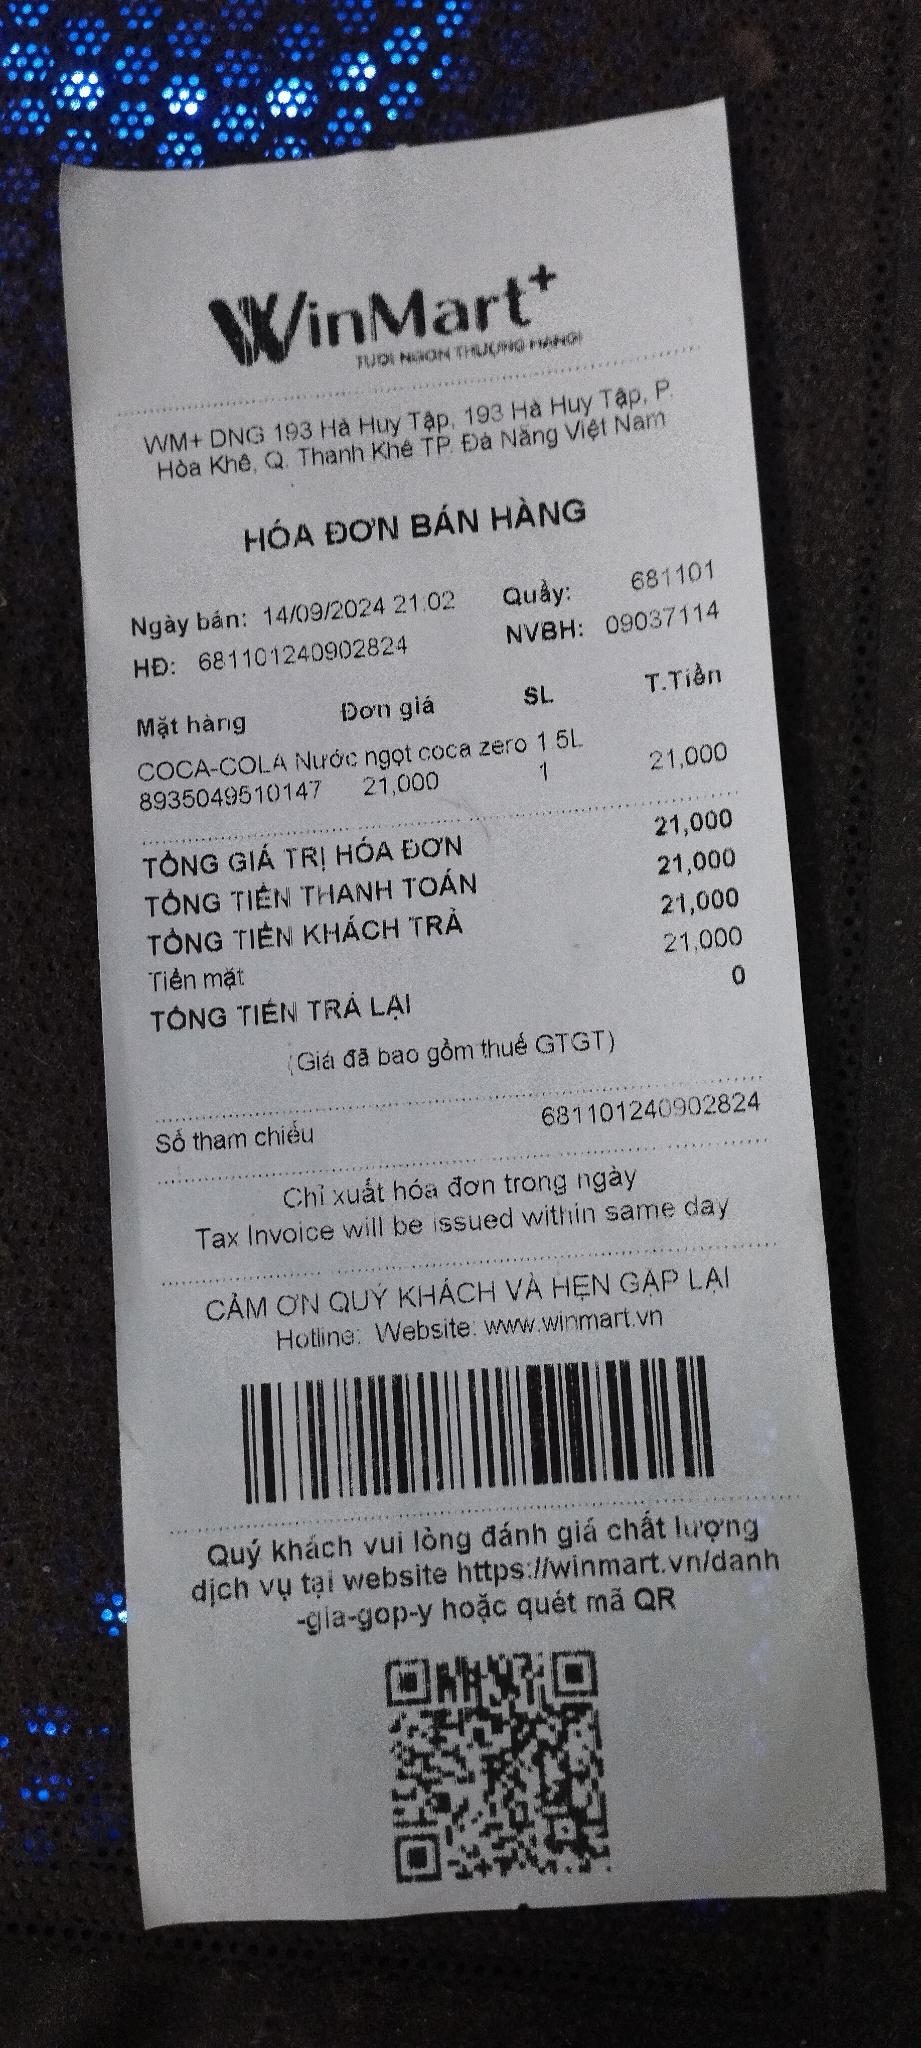 WinMart+
TƯƠI NGON THƯỢNG HẠNG!
WM+ DNG 193 Hà Huy Tập, 193 Hà Huy Tập, P.
Hòa Khê, Q. Thanh Khê TP. Đà Nẵng Việt Nam
HÓA ĐƠN BÁN HÀNG
Ngày bán: 14/09/2024 21:02 Quầy: 681101
HĐ: 681101240902824 NVBH: 09037114
Mặt hàng Đơn giá SL T.Tiền
COCA-COLA Nước ngọt coca zero 1.5L
8935049510147 21,000 1 21,000
TỔNG GIÁ TRỊ HÓA ĐƠN 21,000
TỔNG TIỀN THANH TOÁN 21,000
TỔNG TIỀN KHÁCH TRẢ 21,000
Tiền mặt 21,000
TỔNG TIỀN TRẢ LẠI 0
(Giá đã bao gồm thuế GTGT)
Số tham chiếu 681101240902824
Chỉ xuất hóa đơn trong ngày
Tax Invoice will be issued within same day
CẢM ƠN QUÝ KHÁCH VÀ HẸN GẶP LẠI
Hotline: Website: www.winmart.vn
Quý khách vui lòng đánh giá chất lượng
dịch vụ tại website https://winmart.vn/danh
-gia-gop-y hoặc quét mã QR